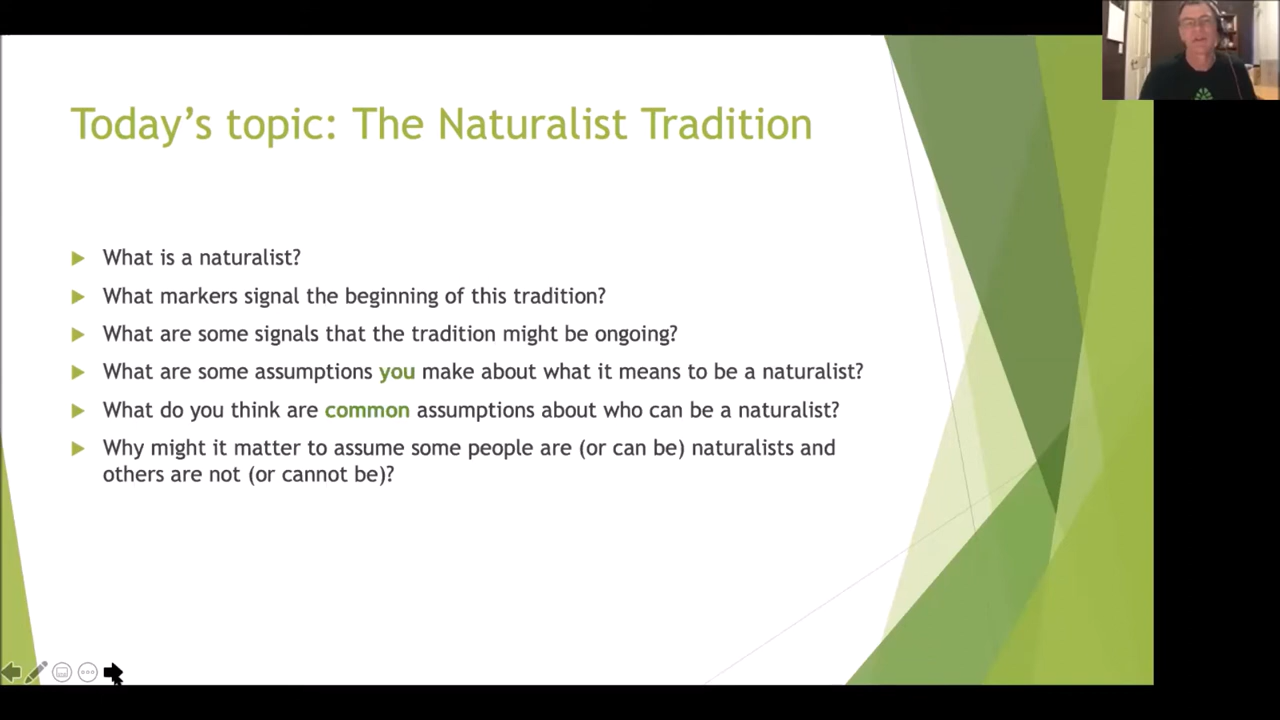 Today's topic: The Naturalist Tradition
What is a naturalist?
What markers signal the beginning of this tradition?
What are some signals that the tradition might be ongoing?
What are some assumptions you make about what it means to be a naturalist?
What do you think are common assumptions about who can be a naturalist?
Why might it matter to assume some people are (or can be) naturalists and
others are not (or cannot be)?